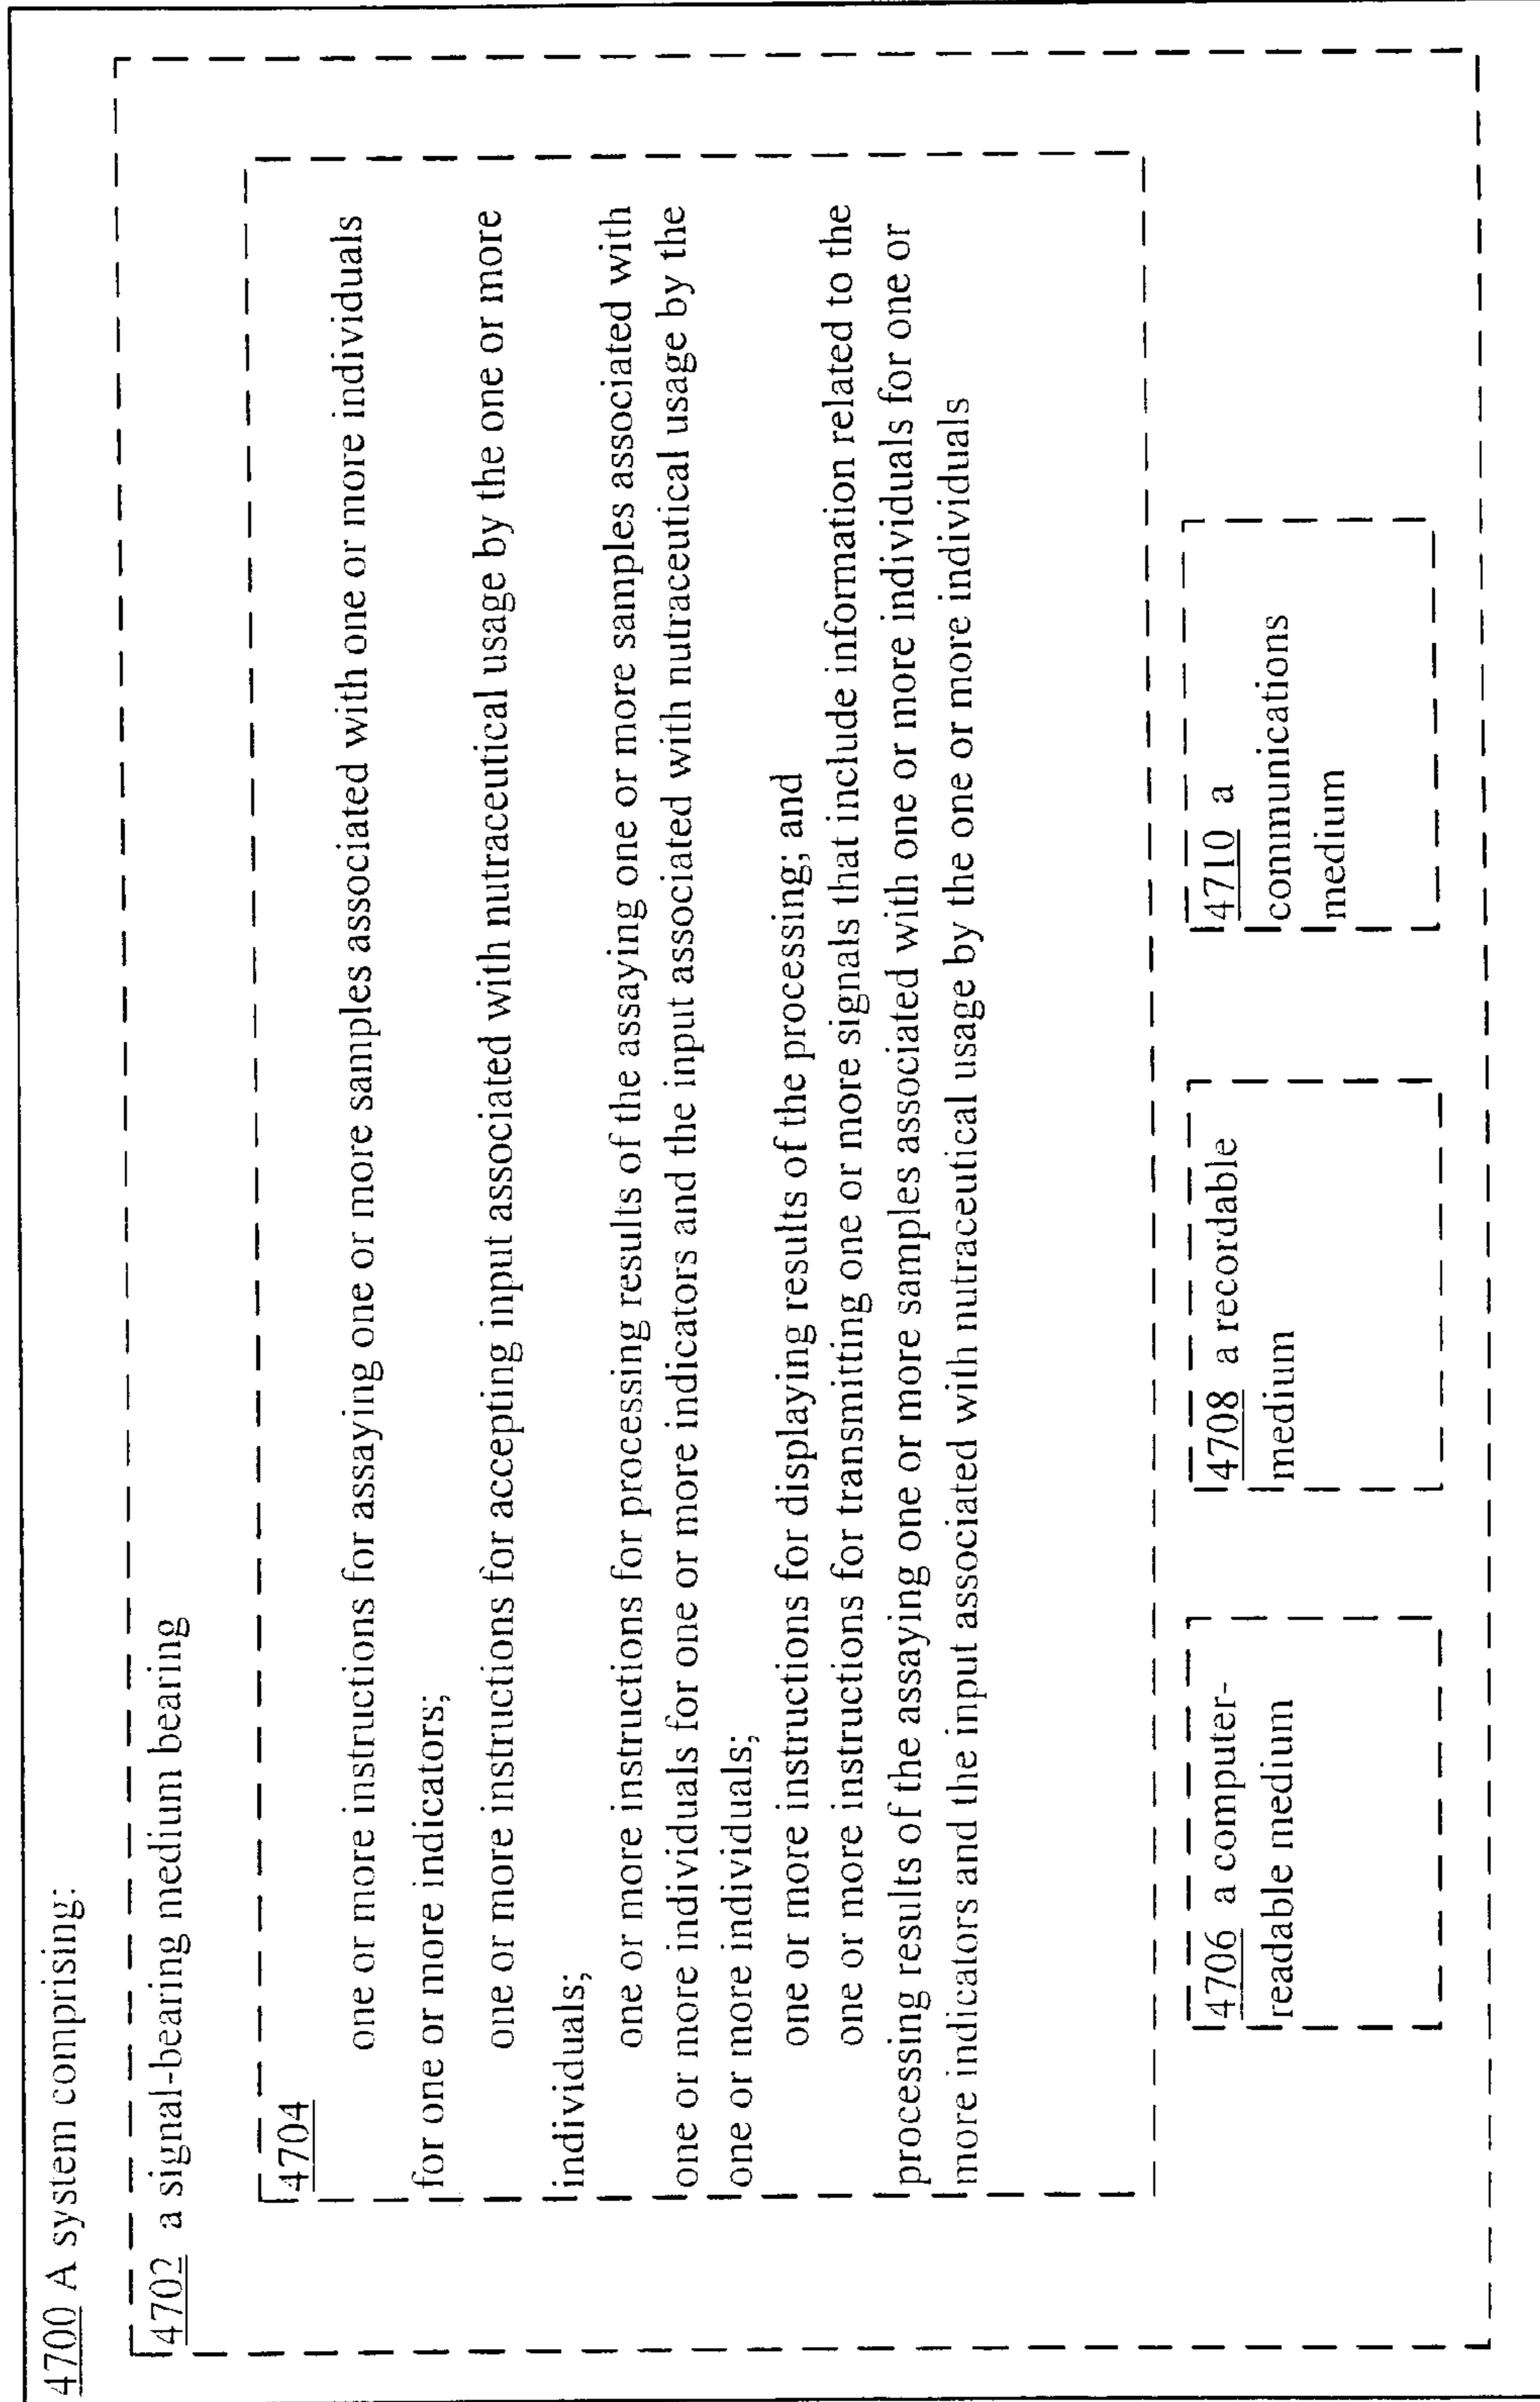 4700 A system comprising:
4702 a signal-bearing medium bearing
4704
one or more instructions for assaying one or more samples associated with one or more individuals
for one or more indicators;
one or more instructions for accepting input associated with nutraceutical usage by the one or more
individuals;
one or more instructions for processing results of the assaying one or more samples associated with
one or more individuals for one or more indicators and the input associated with nutraceutical usage by the
one or more individuals;
one or more instructions for displaying results of the processing; and
one or more instructions for transmitting one or more signals that include information related to the
processing results of the assaying one or more samples associated with one or more individuals for one or
more indicators and the input associated with nutraceutical usage by the one or more individuals
4706 a computer-
readable medium
4708 a recordable
medium
4710 a
communications
medium